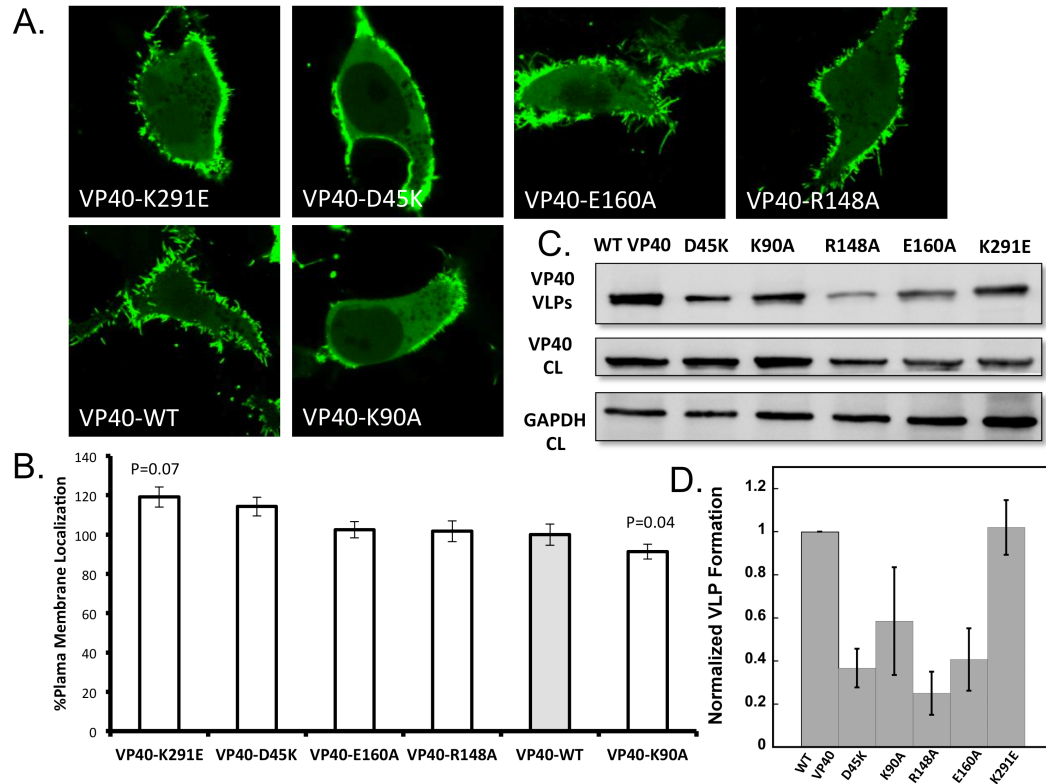 A.
VP40-K291E
VP40-D45K
VP40-E160A
VP40-R148A
VP40-WT
VP40-K90A
C.
WT VP40 D45K K90A R148A E160A K291E
VP40
VLPs
VP40
CL
GAPDH
CL
B.
%Plasma Membrane Localization
140
120
100
80
60
40
20
0
P=0.07
P=0.04
VP40-K291E VP40-D45K VP40-E160A VP40-R148A VP40-WT VP40-K90A
D.
Normalized VLP Formation
1.2
1
0.8
0.6
0.4
0.2
0
WT
VP40
D45K
K90A
R148A
E160A
K291E